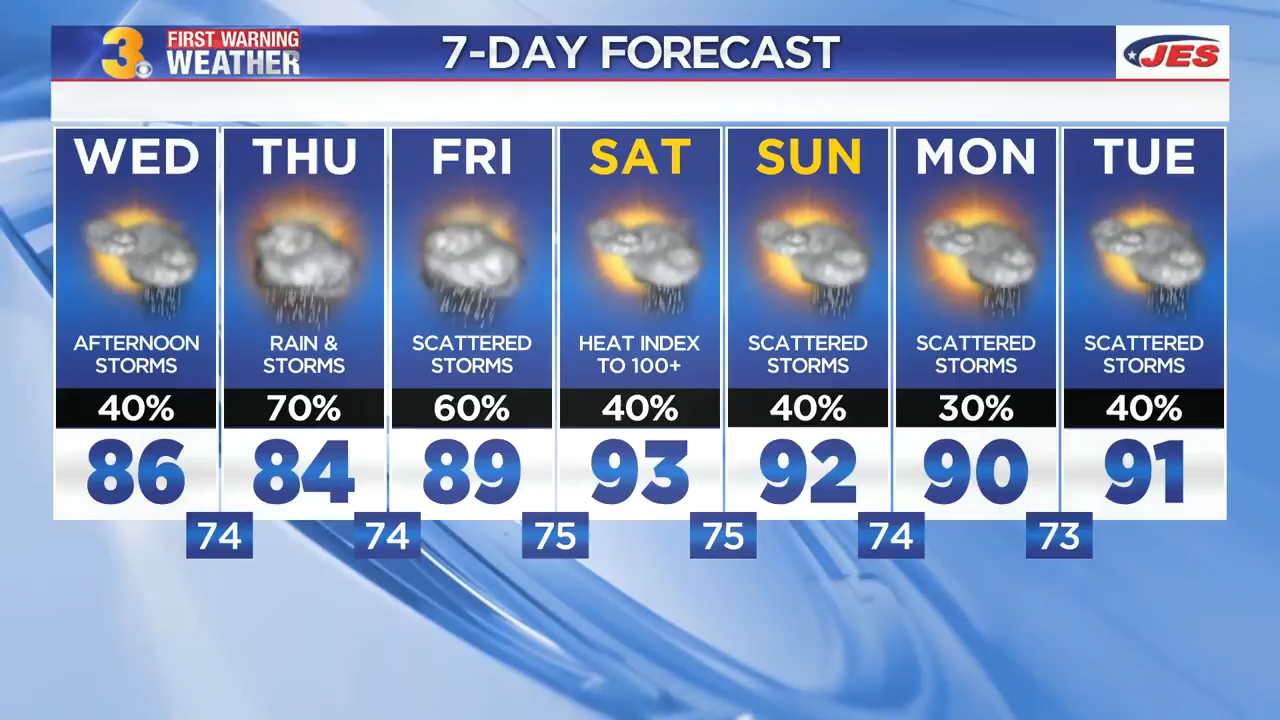 3 FIRST WARNING
WEATHER
7-DAY FORECAST
JES
WED THU FRI SAT SUN MON TUE
AFTERNOON STORMS
RAIN & STORMS
SCATTERED STORMS
HEAT INDEX TO 100+
SCATTERED STORMS
SCATTERED STORMS
SCATTERED STORMS
40% 70% 60% 40% 40% 30% 40%
86 84 89 93 92 90 91
74 74 75 75 74 73